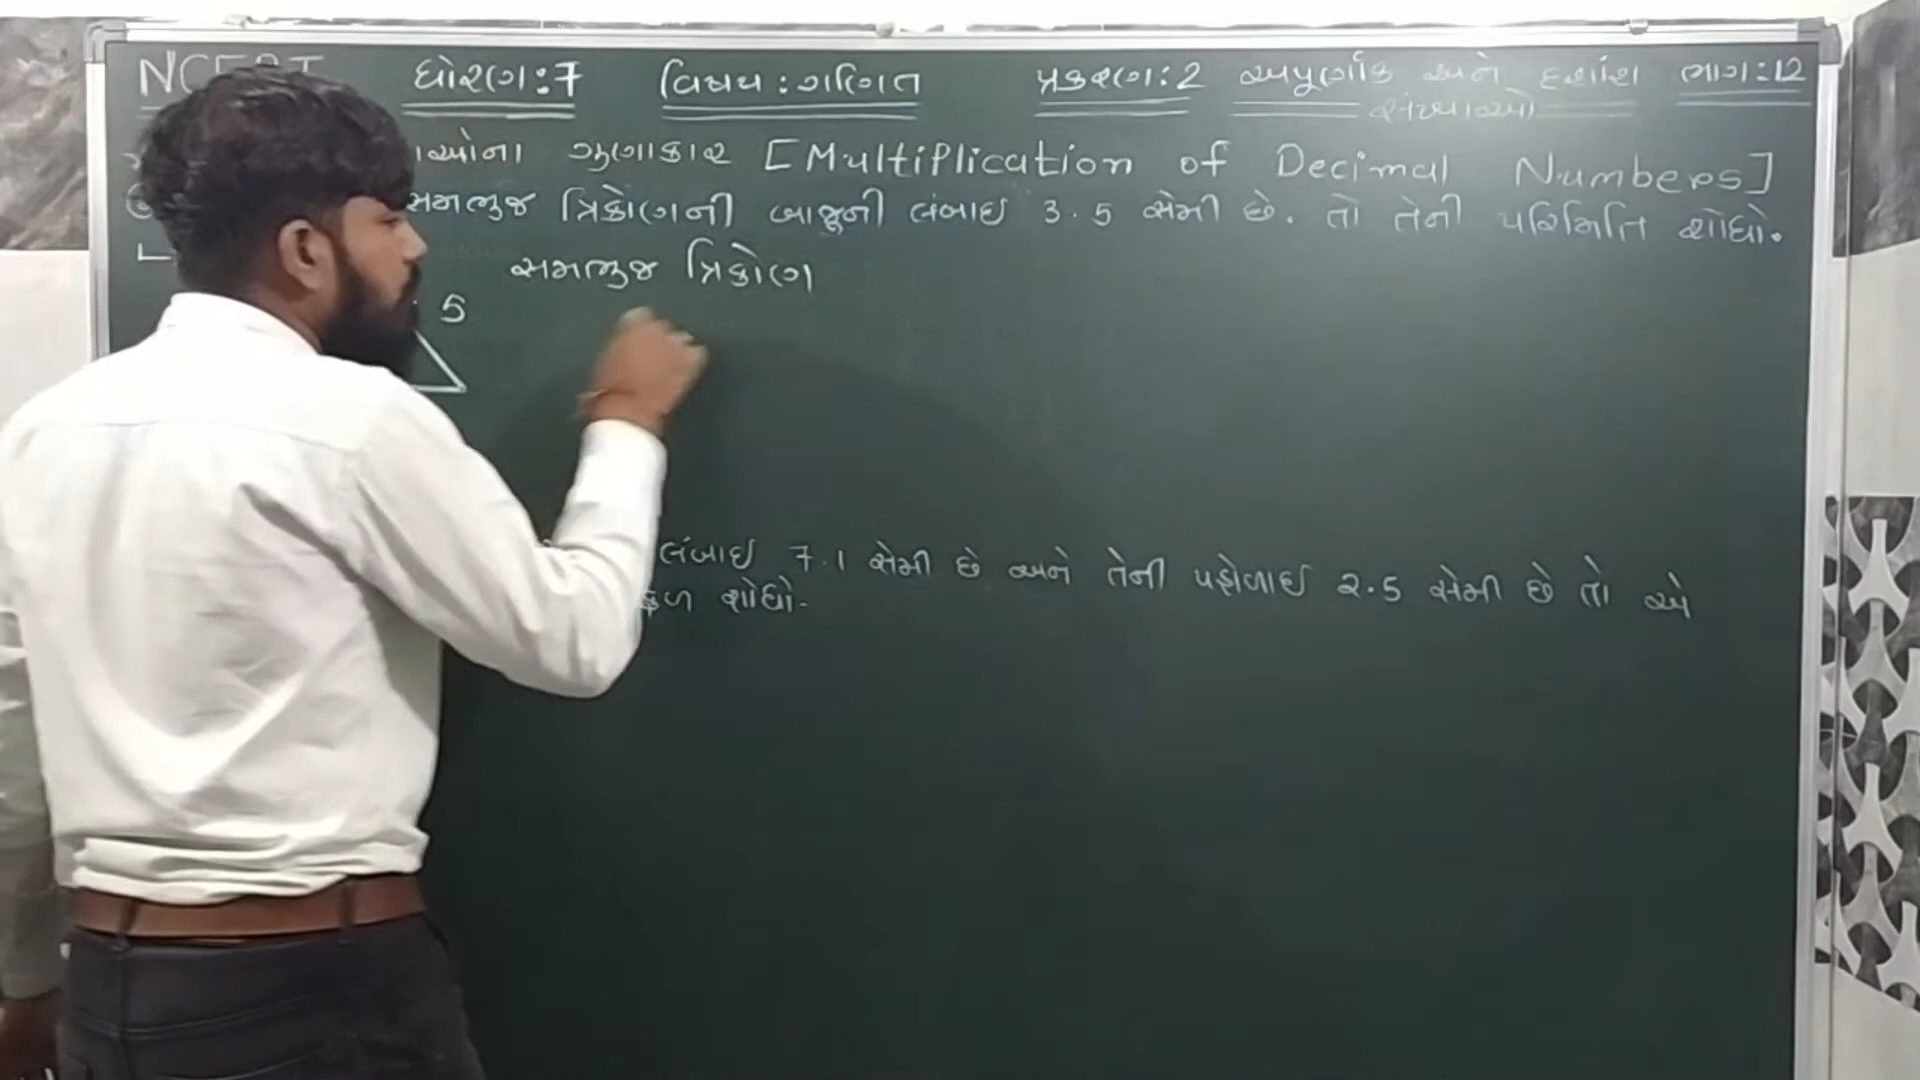 ધોરણ : 7 વિષય : ગણિત પ્રકરણ : 2 અપૂર્ણાંક અને દશાંશ ભાગ : 12
સંખ્યાઓ
ગુણાકાર [Multiplication of Decimal Numbers]
સમભુજ ત્રિકોણની બાજુની લંબાઇ 3.5 સેમી છે. તો તેની પરિમિતિ શોધો.
સમભુજ ત્રિકોણ
5
લંબાઈ 7.1 સેમી છે અને તેની પહોળાઈ 2.5 સેમી છે તો એ
શોધો.